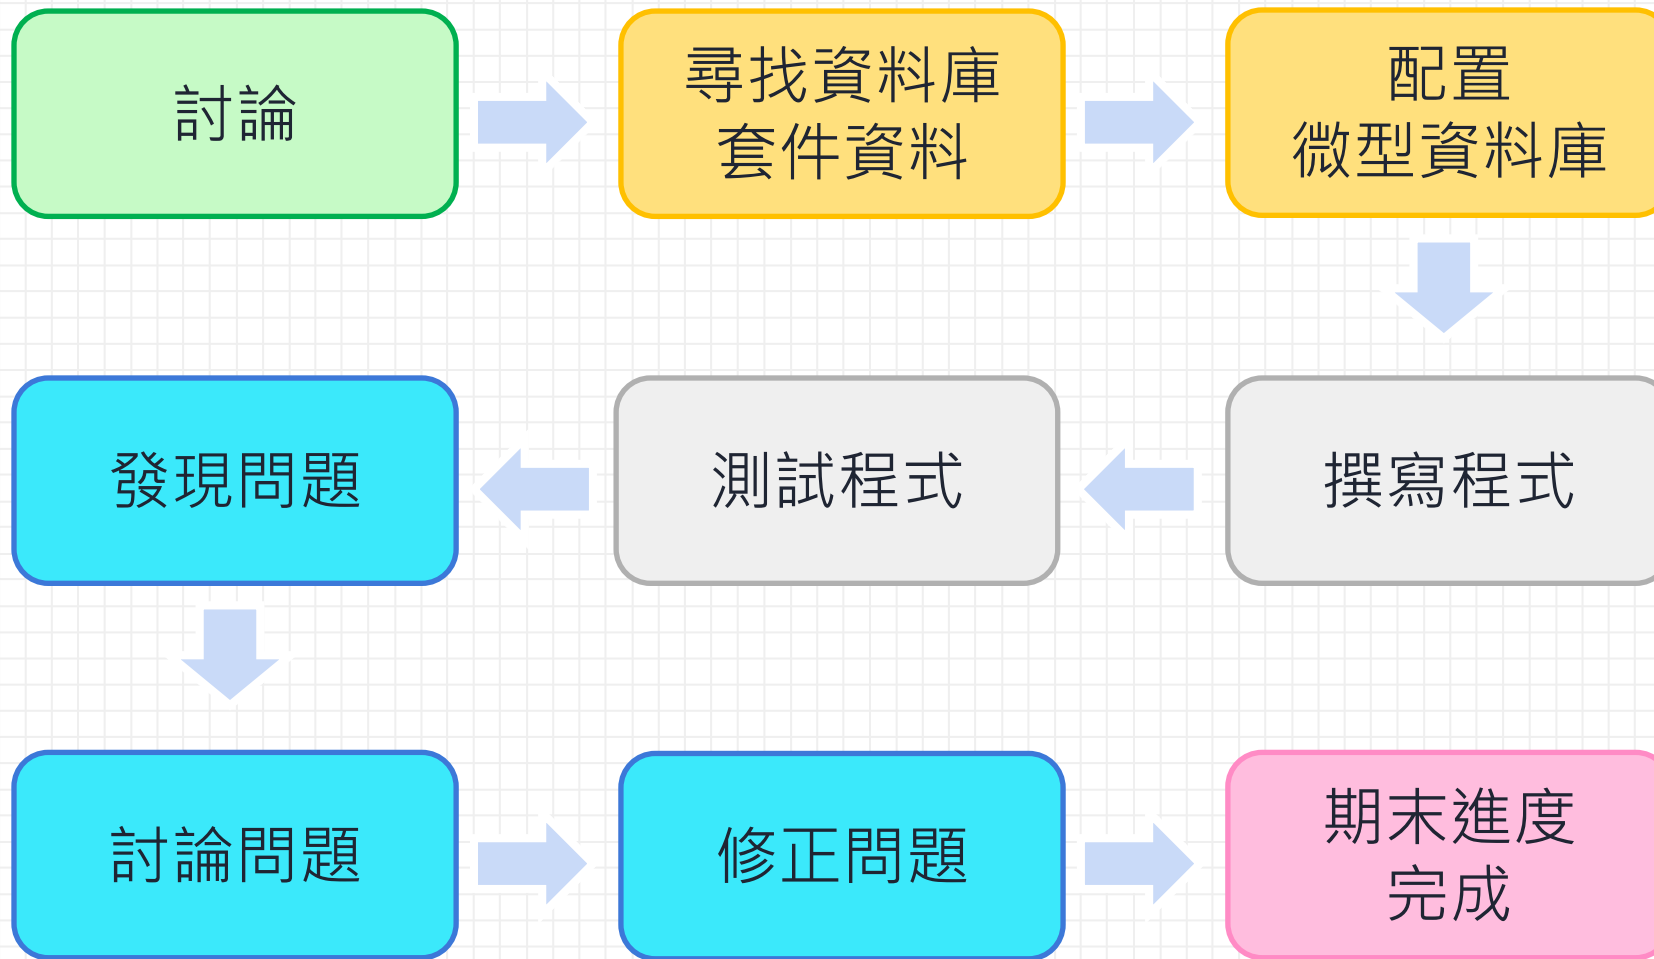 討論
尋找資料庫
套件資料
配置
微型資料庫
撰寫程式
測試程式
發現問題
討論問題
修正問題
期末進度
完成